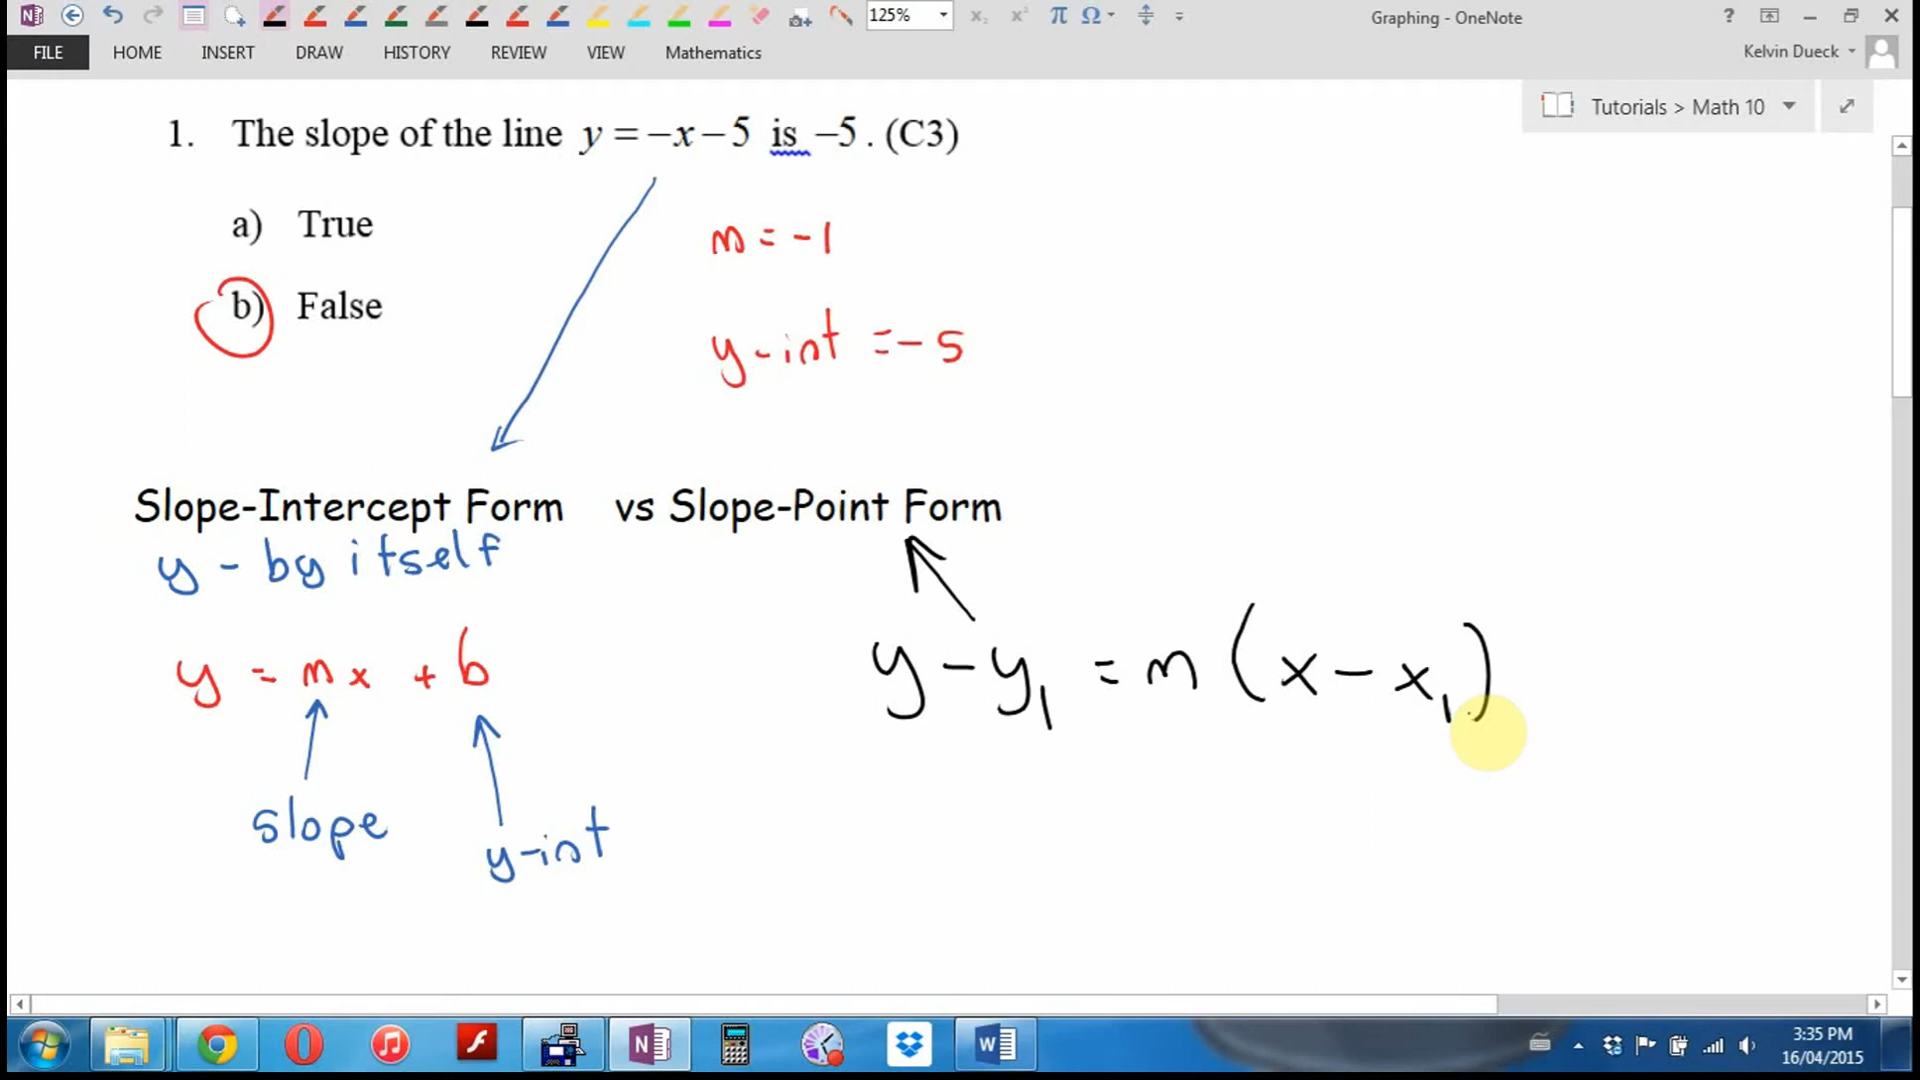 125%
x₂ x² π Ω
Graphing - OneNote
?
FILE HOME INSERT DRAW HISTORY REVIEW VIEW Mathematics
Kelvin Dueck
Tutorials > Math 10
1. The slope of the line y = −x − 5 is −5 . (C3)
a) True
m = -1
b) False
y-int = -5
Slope-Intercept Form vs Slope-Point Form
y - by itself
y = mx + b
y - y₁ = m (x - x₁)
slope
y-int
N W
3:35 PM
16/04/2015